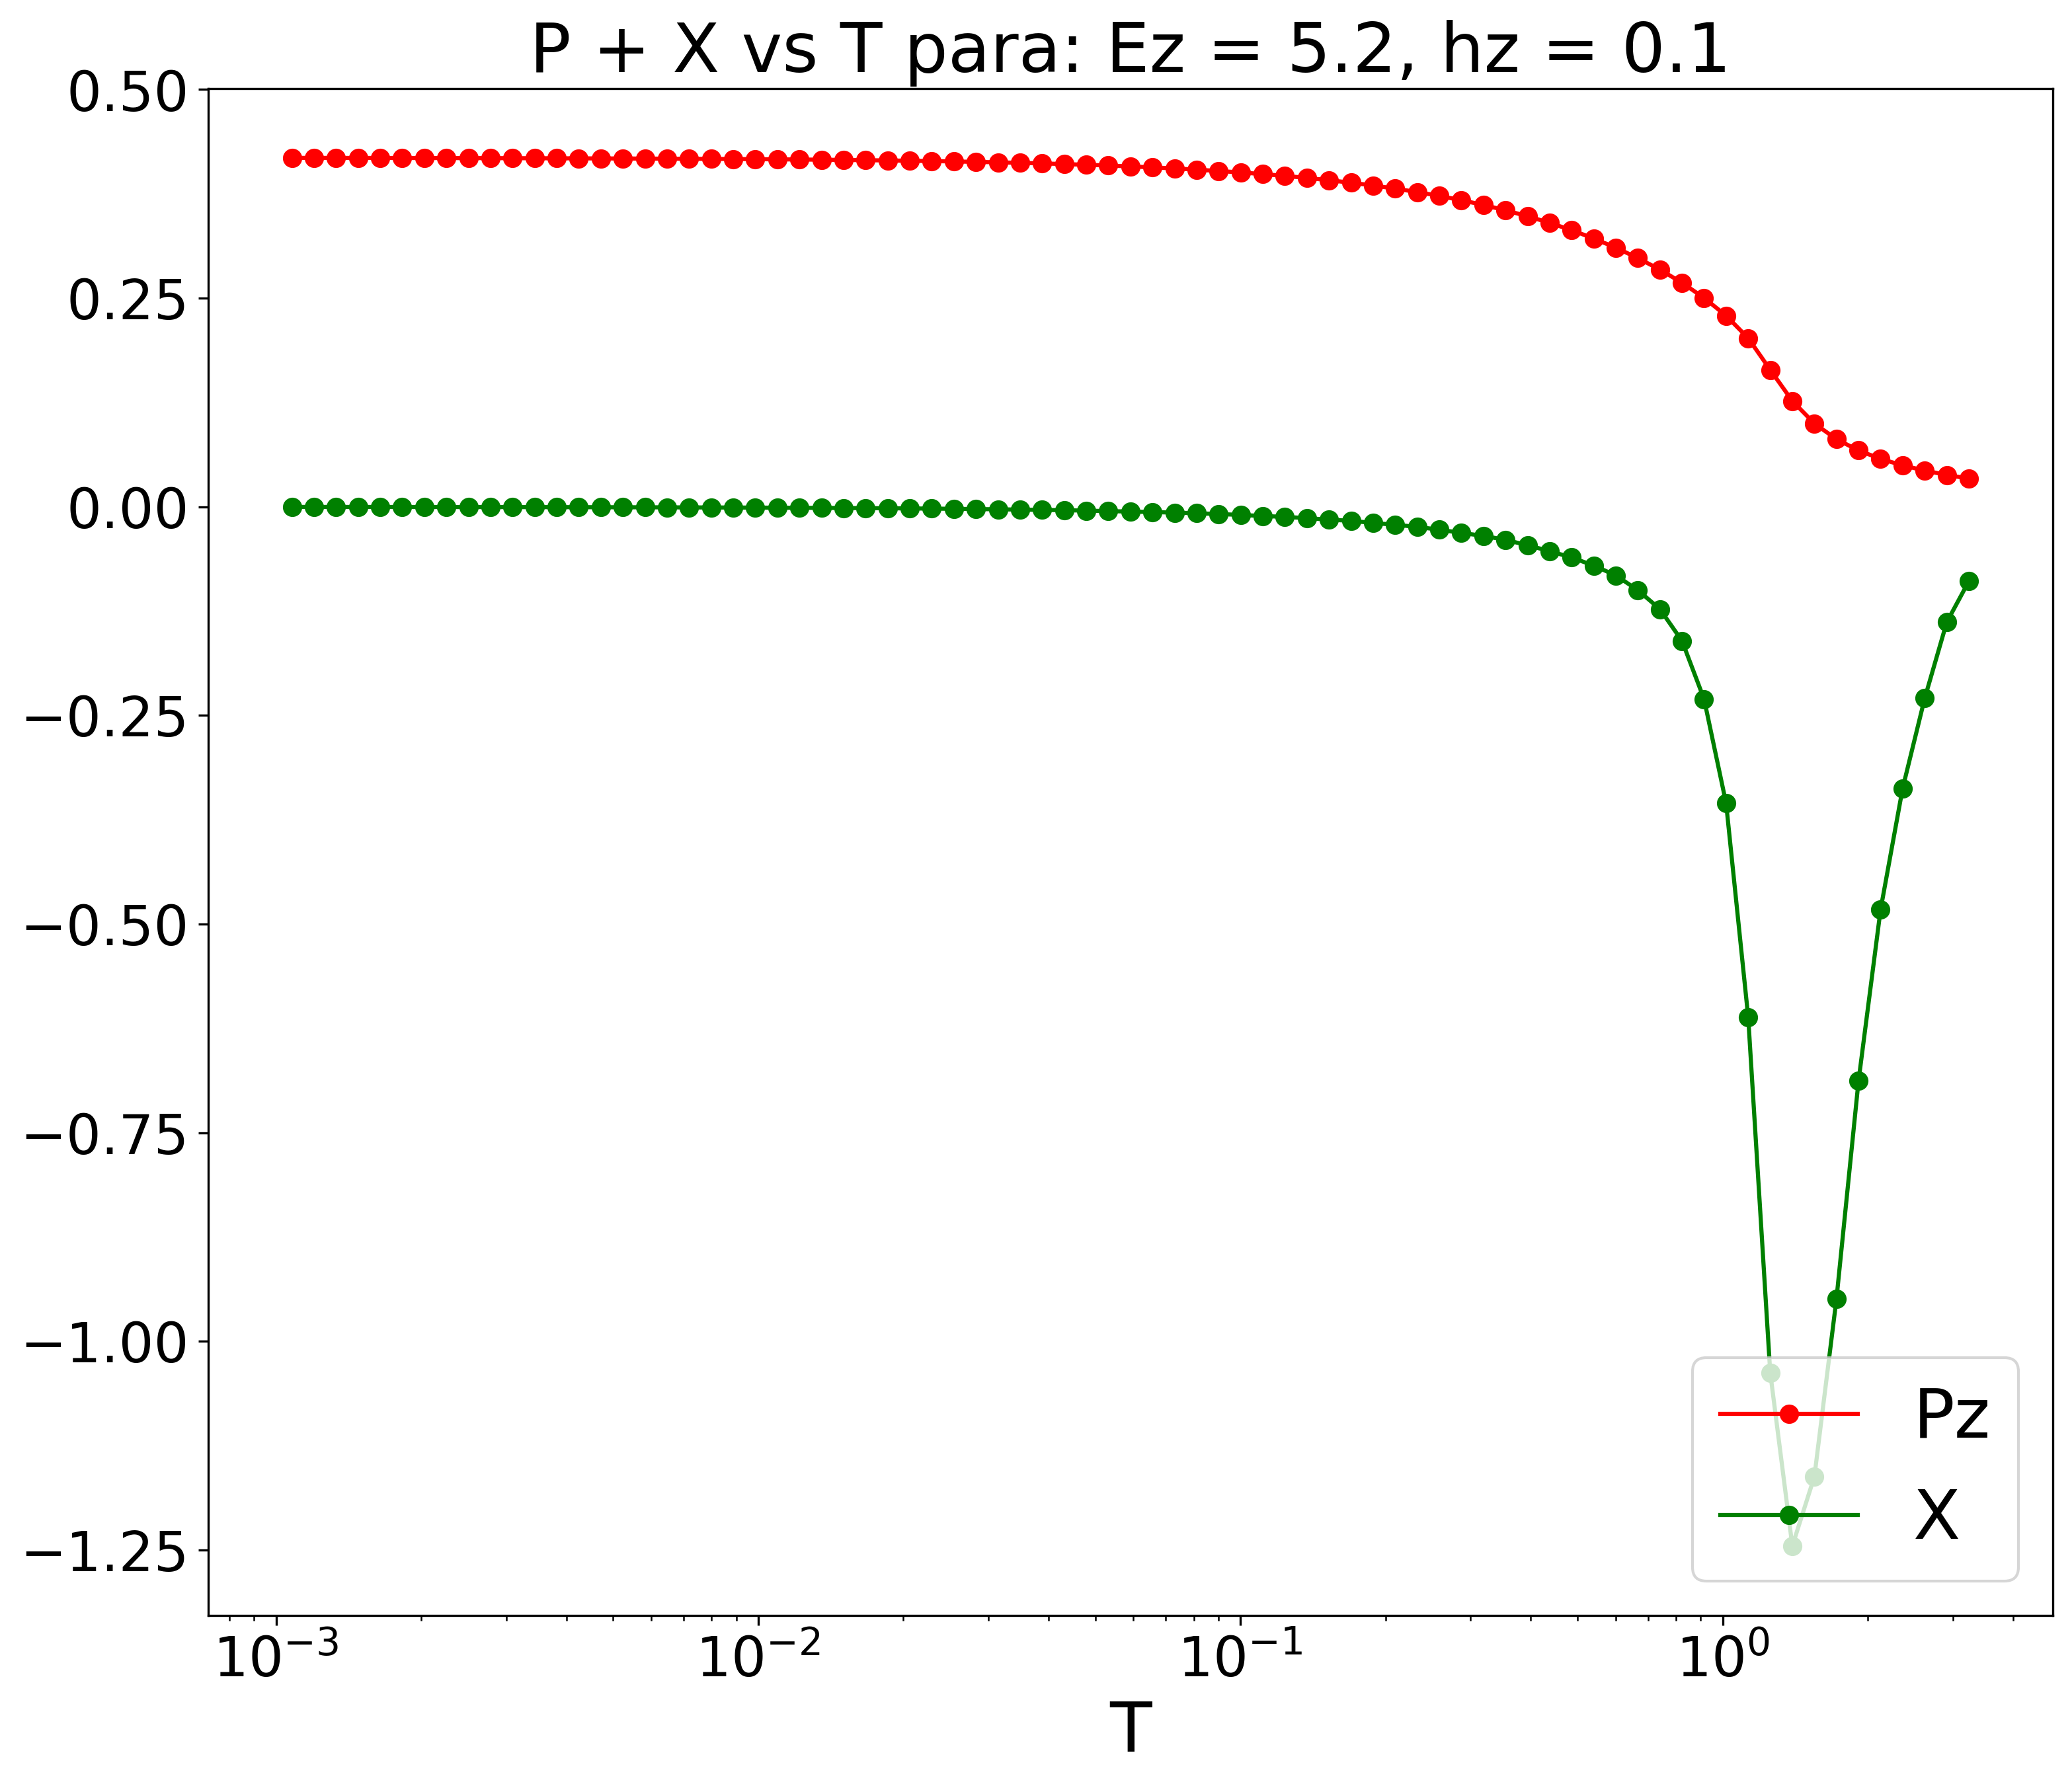 P + X vs T para: Ez = 5.2, hz = 0.1
0.50
0.25
0.00
−0.25
−0.50
−0.75
−1.00
−1.25
Pz
X
10⁻³ 10⁻² 10⁻¹ 10⁰
T